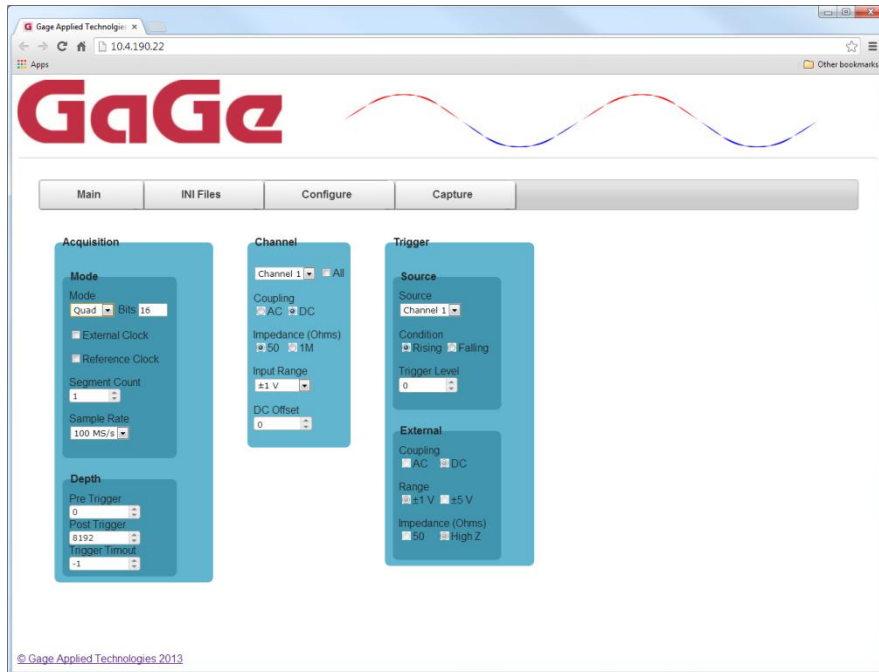 Gage Applied Technolgie:
10.4.190.22
Apps
Other bookmarks
GaGe
Main
INI Files
Configure
Capture
Acquisition
Mode
Mode
Quad Bits 16
External Clock
Reference Clock
Segment Count
1
Sample Rate
100 MS/s
Depth
Pre Trigger
0
Post Trigger
8192
Trigger Timout
-1
Channel
Channel 1 All
Coupling
AC DC
Impedance (Ohms)
50 1M
Input Range
±1 V
DC Offset
0
Trigger
Source
Source
Channel 1
Condition
Rising Falling
Trigger Level
0
External
Coupling
AC DC
Range
±1 V ±5 V
Impedance (Ohms)
50 High Z
© Gage Applied Technologies 2013